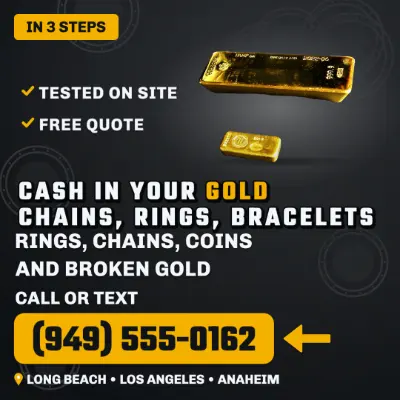 IN 3 STEPS
TESTED ON SITE
FREE QUOTE
CASH IN YOUR GOLD
CHAINS, RINGS, BRACELETS
RINGS, CHAINS, COINS
AND BROKEN GOLD
CALL OR TEXT
(949) 555-0162
LONG BEACH • LOS ANGELES • ANAHEIM